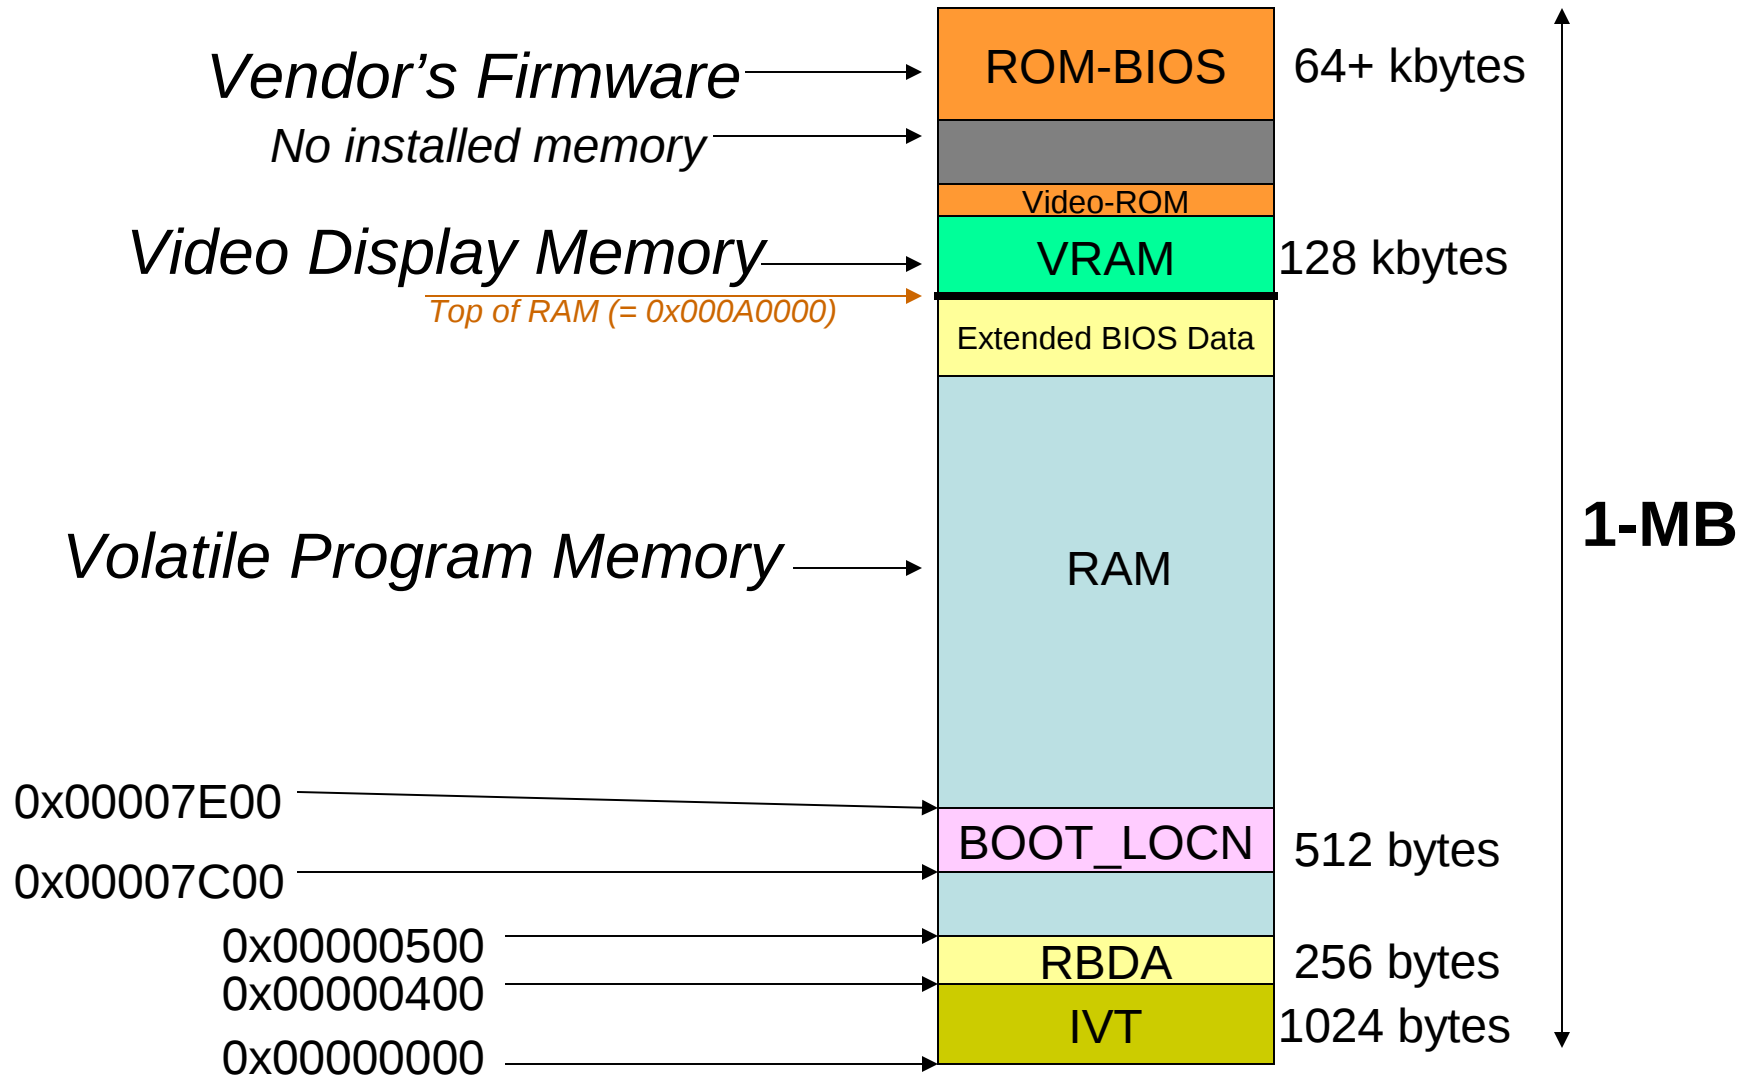 Vendor’s Firmware
ROM-BIOS
64+ kbytes
No installed memory
Video-ROM
Video Display Memory
VRAM
128 kbytes
Top of RAM (= 0x000A0000)
Extended BIOS Data
1-MB
Volatile Program Memory
RAM
0x00007E00
BOOT_LOCN
512 bytes
0x00007C00
0x00000500
RBDA
256 bytes
0x00000400
IVT
1024 bytes
0x00000000